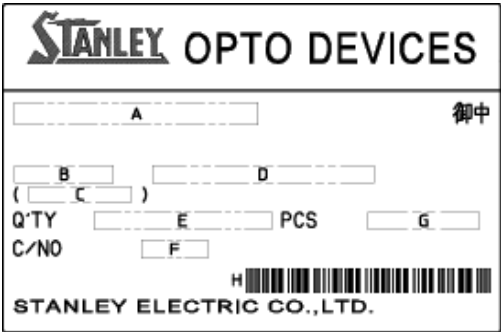 STANLEY OPTO DEVICES
A 御中
B D
( C )
Q'TY E PCS G
C/NO F
H
STANLEY ELECTRIC CO.,LTD.